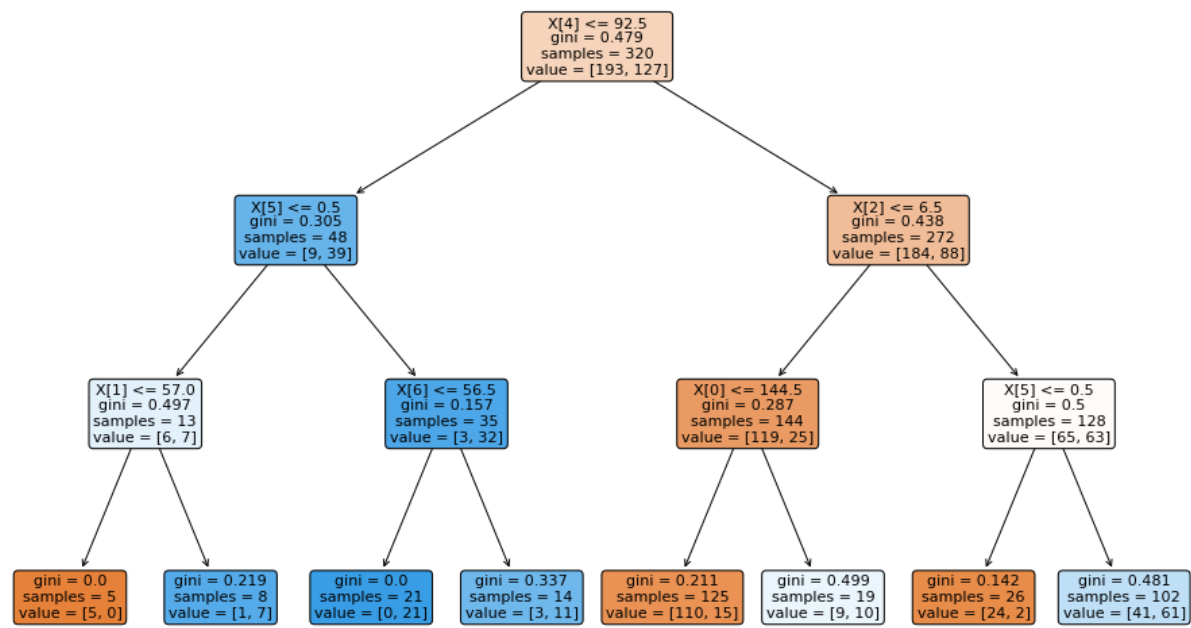 X[4] <= 92.5
gini = 0.479
samples = 320
value = [193, 127]
X[5] <= 0.5
gini = 0.305
samples = 48
value = [9, 39]
X[2] <= 6.5
gini = 0.438
samples = 272
value = [184, 88]
X[1] <= 57.0
gini = 0.497
samples = 13
value = [6, 7]
X[6] <= 56.5
gini = 0.157
samples = 35
value = [3, 32]
X[0] <= 144.5
gini = 0.287
samples = 144
value = [119, 25]
X[5] <= 0.5
gini = 0.5
samples = 128
value = [65, 63]
gini = 0.0
samples = 5
value = [5, 0]
gini = 0.219
samples = 8
value = [1, 7]
gini = 0.0
samples = 21
value = [0, 21]
gini = 0.337
samples = 14
value = [3, 11]
gini = 0.211
samples = 125
value = [110, 15]
gini = 0.499
samples = 19
value = [9, 10]
gini = 0.142
samples = 26
value = [24, 2]
gini = 0.481
samples = 102
value = [41, 61]